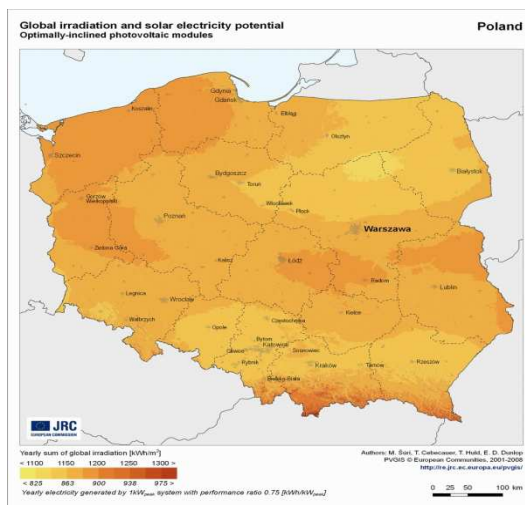 Global irradiation and solar electricity potential
Optimally-inclined photovoltaic modules
Poland
Gdynia
Gdańsk
Koszalin
Elbląg
Olsztyn
Szczecin
Białystok
Bydgoszcz
Toruń
Gorzów
Wielkopolski
Włocławek
Płock
Poznań
Warszawa
Zielona Góra
Kalisz
Łódź
Radom
Lublin
Legnica
Wrocław
Wałbrzych
Kielce
Opole
Częstochowa
Bytom
Katowice
Gliwice
Sosnowiec
Rybnik
Kraków
Tarnów
Rzeszów
Bielsko-Biała
JRC
EUROPEAN COMMISSION
Yearly sum of global irradiation [kWh/m²]
< 1100 1150 1200 1250 1300 >
< 825 863 900 938 975 >
Yearly electricity generated by 1kWpeak system with performance ratio 0.75 [kWh/kWpeak]
Authors: M. Šúri, T. Cebecauer, T. Huld, E. D. Dunlop
PVGIS © European Communities, 2001-2008
http://re.jrc.ec.europa.eu/pvgis/
0 25 50 100 km